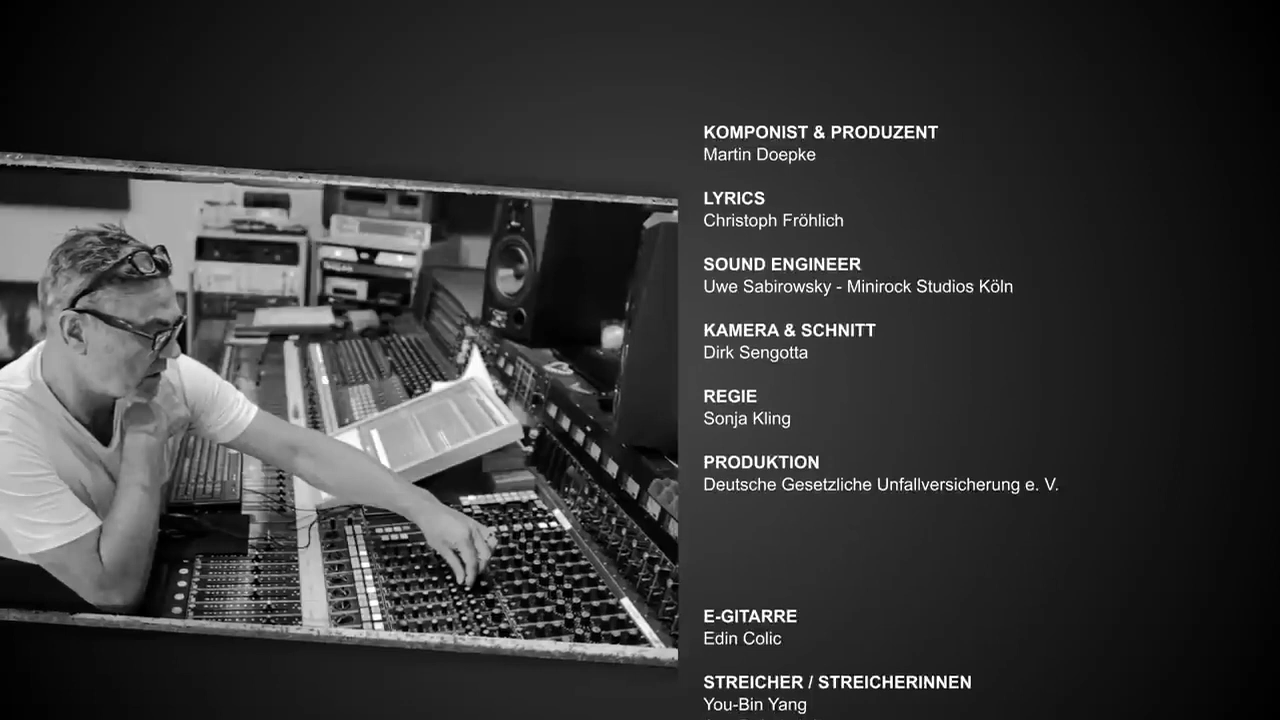 KOMPONIST & PRODUZENT
Martin Doepke
LYRICS
Christoph Fröhlich
SOUND ENGINEER
Uwe Sabirowsky - Minirock Studios Köln
KAMERA & SCHNITT
Dirk Sengotta
REGIE
Sonja Kling
PRODUKTION
Deutsche Gesetzliche Unfallversicherung e. V.
E-GITARRE
Edin Colic
STREICHER / STREICHERINNEN
You-Bin Yang